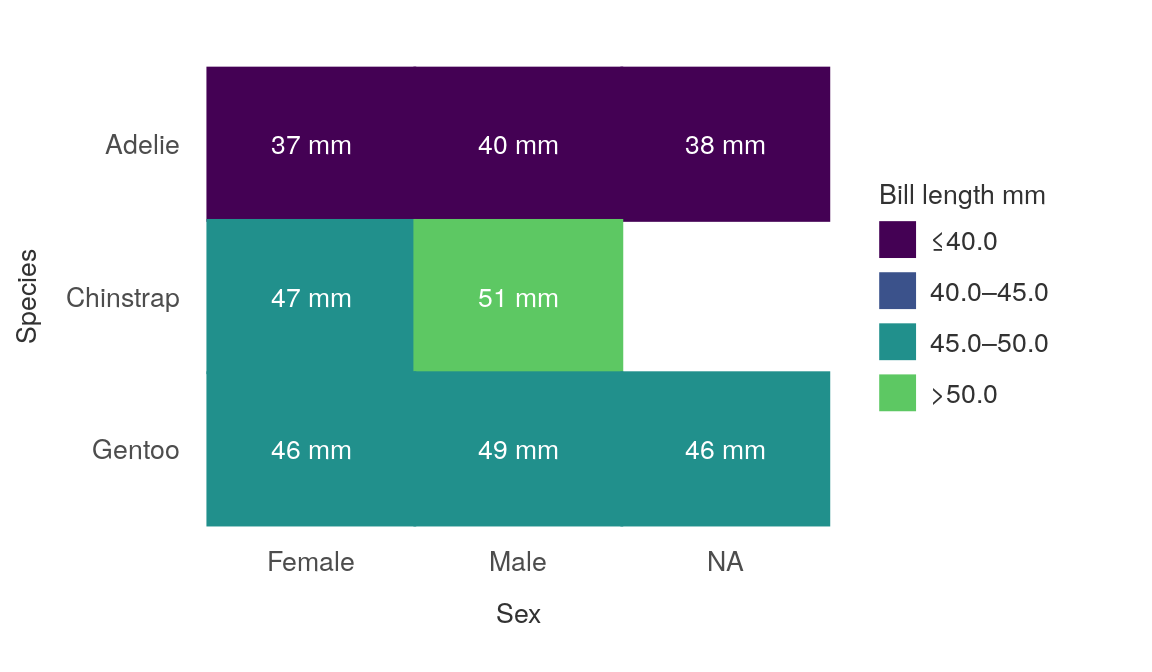 Adelie 37 mm 40 mm 38 mm
Chinstrap 47 mm 51 mm
Gentoo 46 mm 49 mm 46 mm
Female Male NA
Sex
Species
Bill length mm
≤40.0
40.0–45.0
45.0–50.0
>50.0